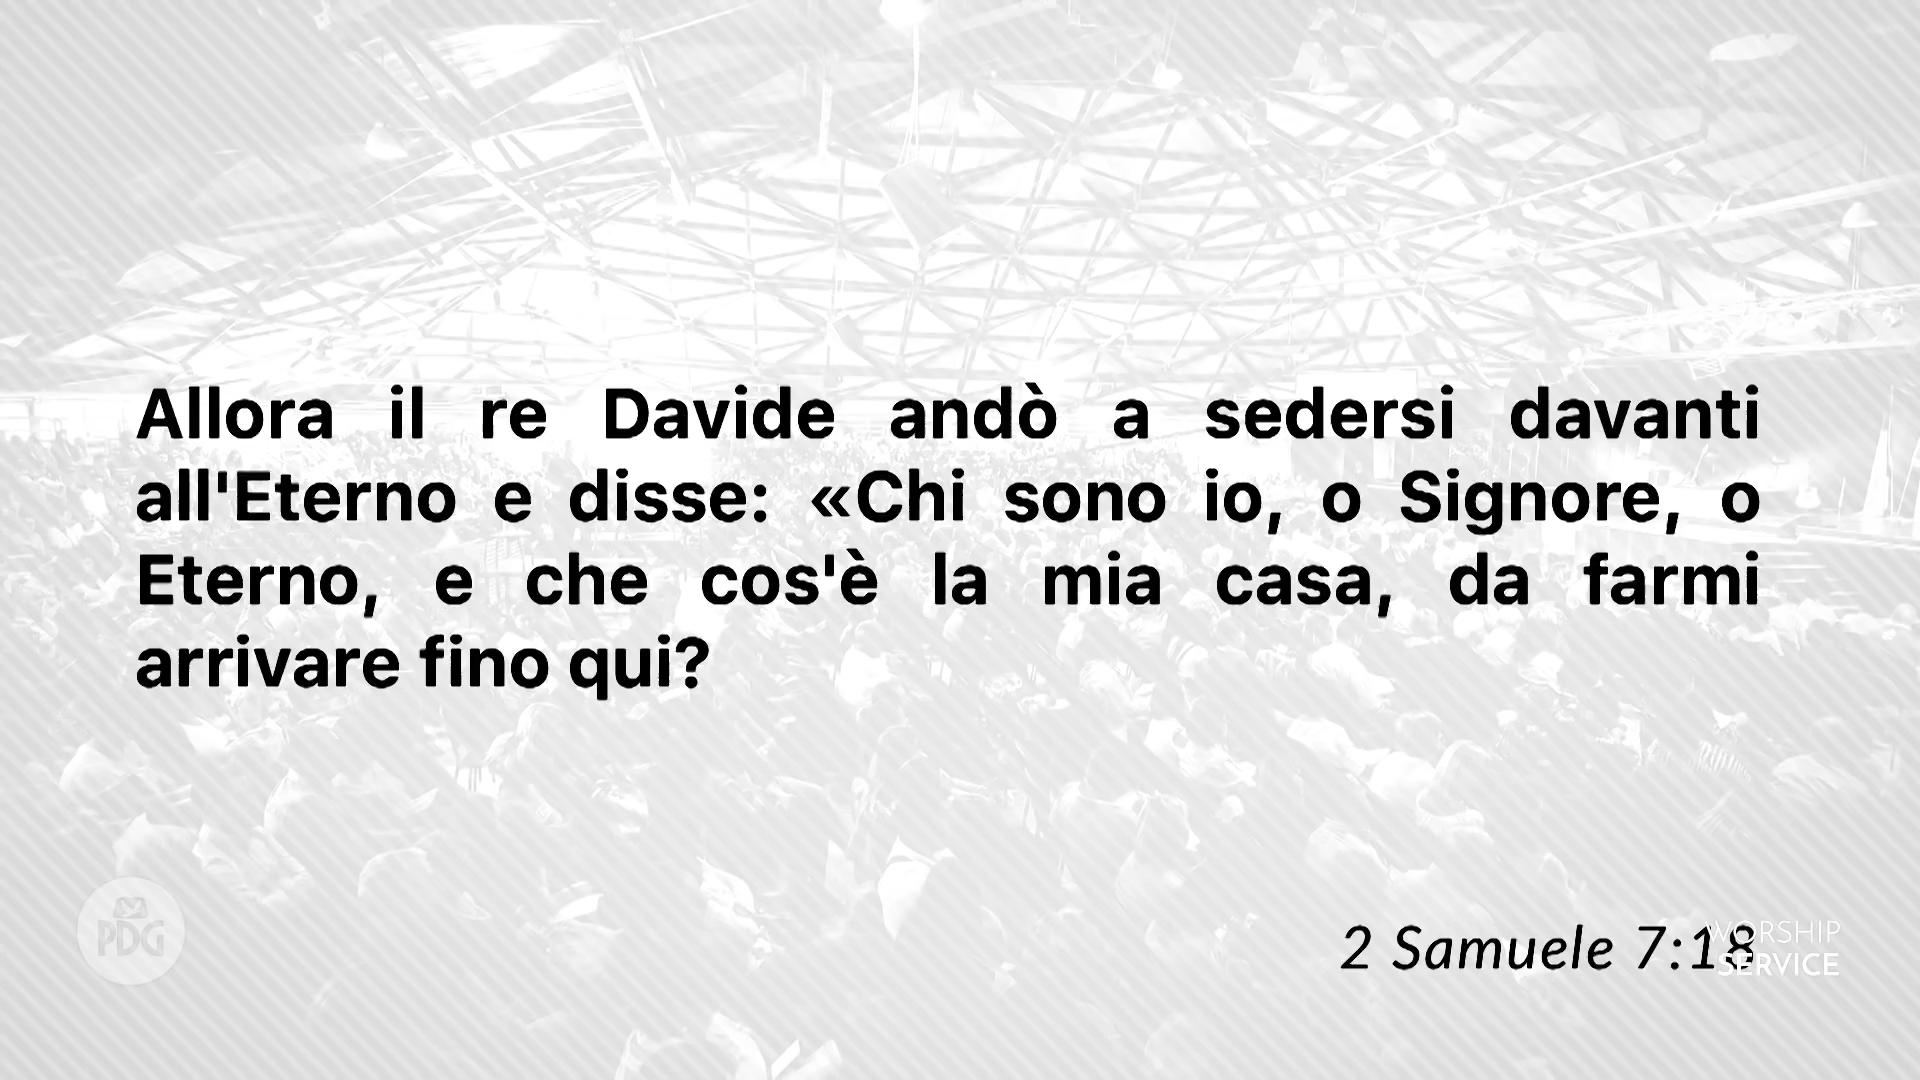 Allora il re Davide andò a sedersi davanti
all'Eterno e disse: «Chi sono io, o Signore, o
Eterno, e che cos'è la mia casa, da farmi
arrivare fino qui?
PDG
2 Samuele 7:18
WORSHIP
SERVICE